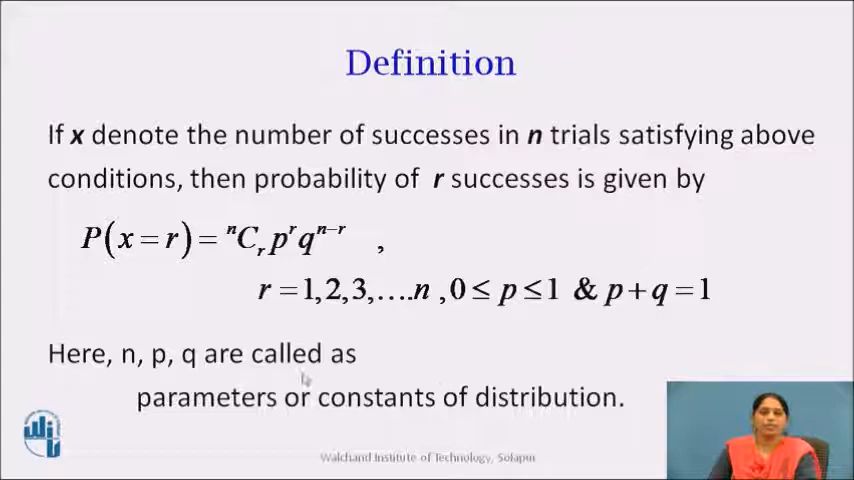 Definition
If x denote the number of successes in n trials satisfying above
conditions, then probability of r successes is given by
P(x = r) = ⁿCᵣ pʳ qⁿ⁻ʳ ,
r = 1,2,3,….n , 0 ≤ p ≤ 1 & p + q = 1
Here, n, p, q are called as
parameters or constants of distribution.
Walchand Institute of Technology, Solapur